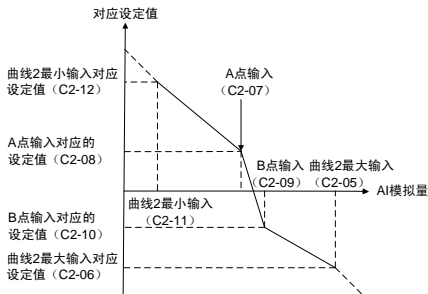 对应设定值
曲线2最小输入对应
设定值（C2-12）
A点输入
（C2-07）
A点输入对应的
设定值（C2-08）
B点输入
（C2-09）
曲线2最大输入
（C2-05）
AI模拟量
曲线2最小输入
（C2-11）
B点输入对应的
设定值（C2-10）
曲线2最大输入对应
设定值（C2-06）